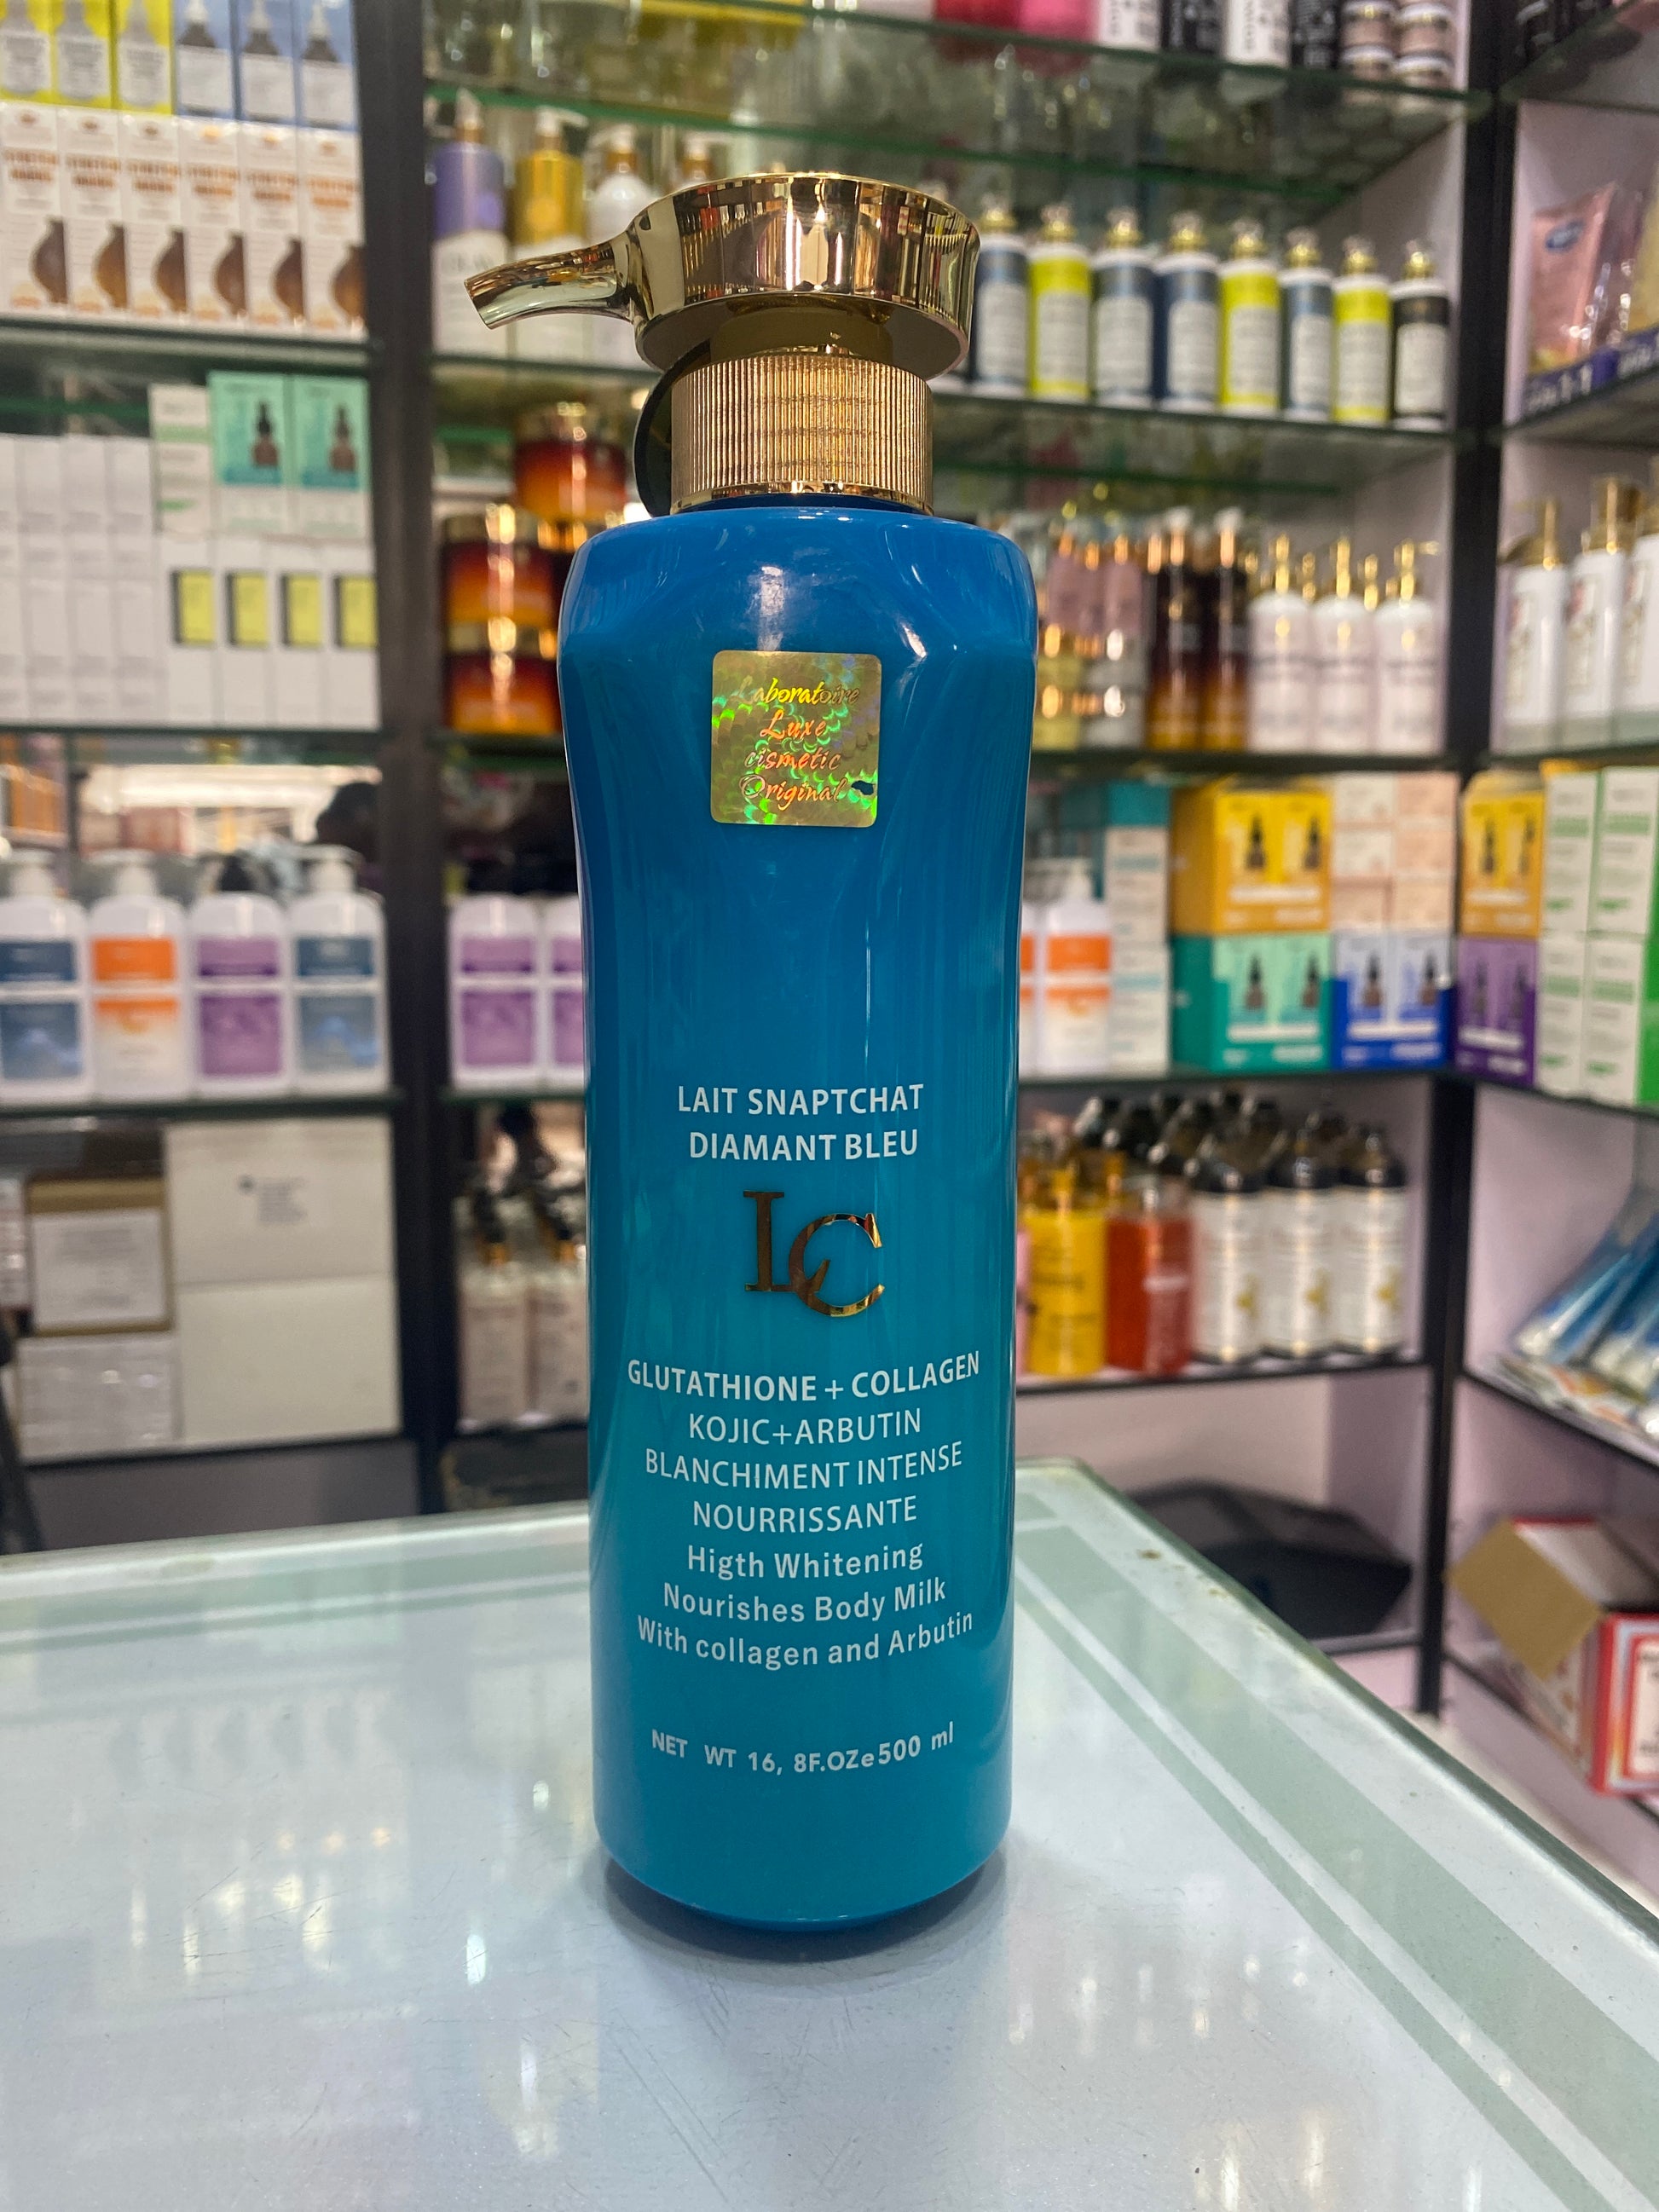 Laboratoire
Luxe
cismetic
Original
LAIT SNAPTCHAT
DIAMANT BLEU
LC
GLUTATHIONE + COLLAGEN
KOJIC+ARBUTIN
BLANCHIMENT INTENSE
NOURRISSANTE
Higth Whitening
Nourishes Body Milk
With collagen and Arbutin
NET WT 16, 8F.OZe500 ml